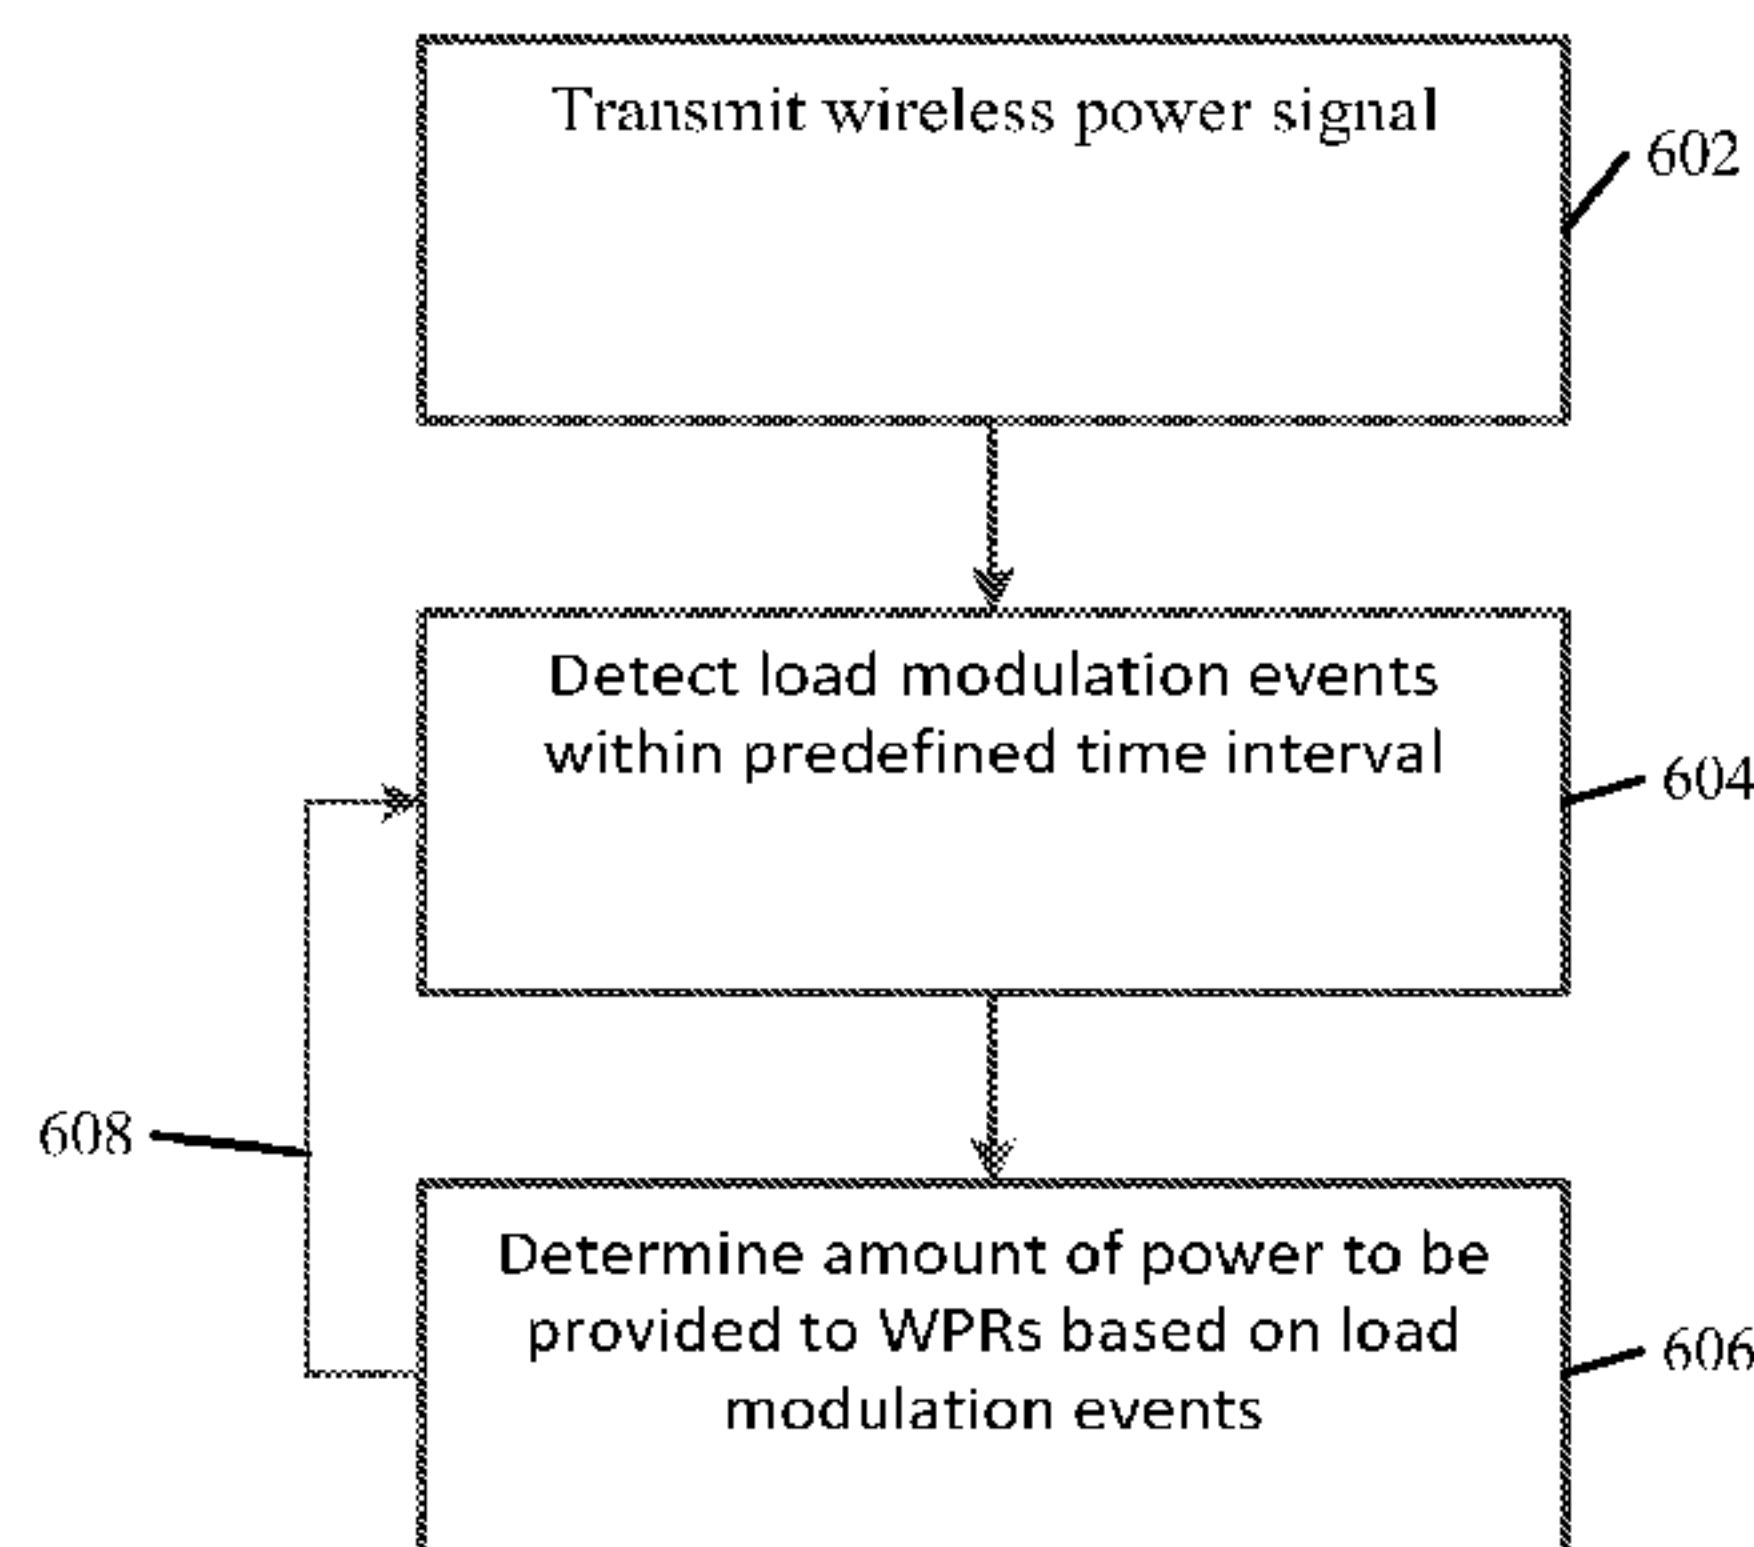 Transmit wireless power signal
602
Detect load modulation events
within predefined time interval
604
608
Determine amount of power to be
provided to WPRs based on load
modulation events
606